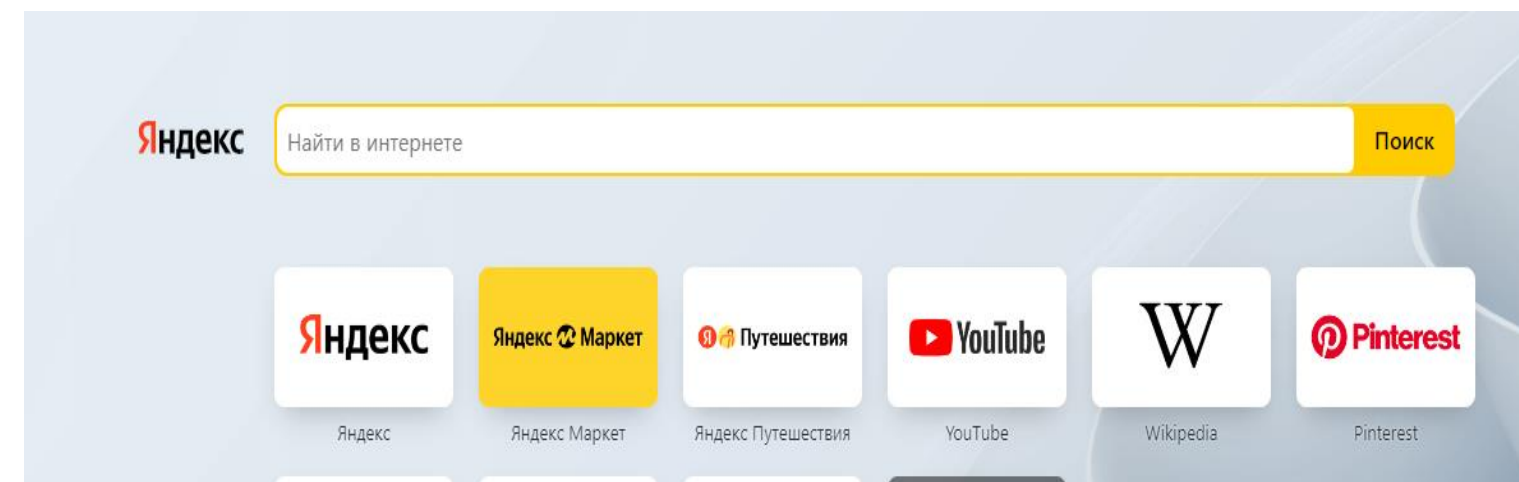 Яндекс
Найти в интернете
Поиск
Яндекс
Яндекс Маркет
Я Путешествия
YouTube
W
Pinterest
Яндекс
Яндекс Маркет
Яндекс Путешествия
YouTube
Wikipedia
Pinterest